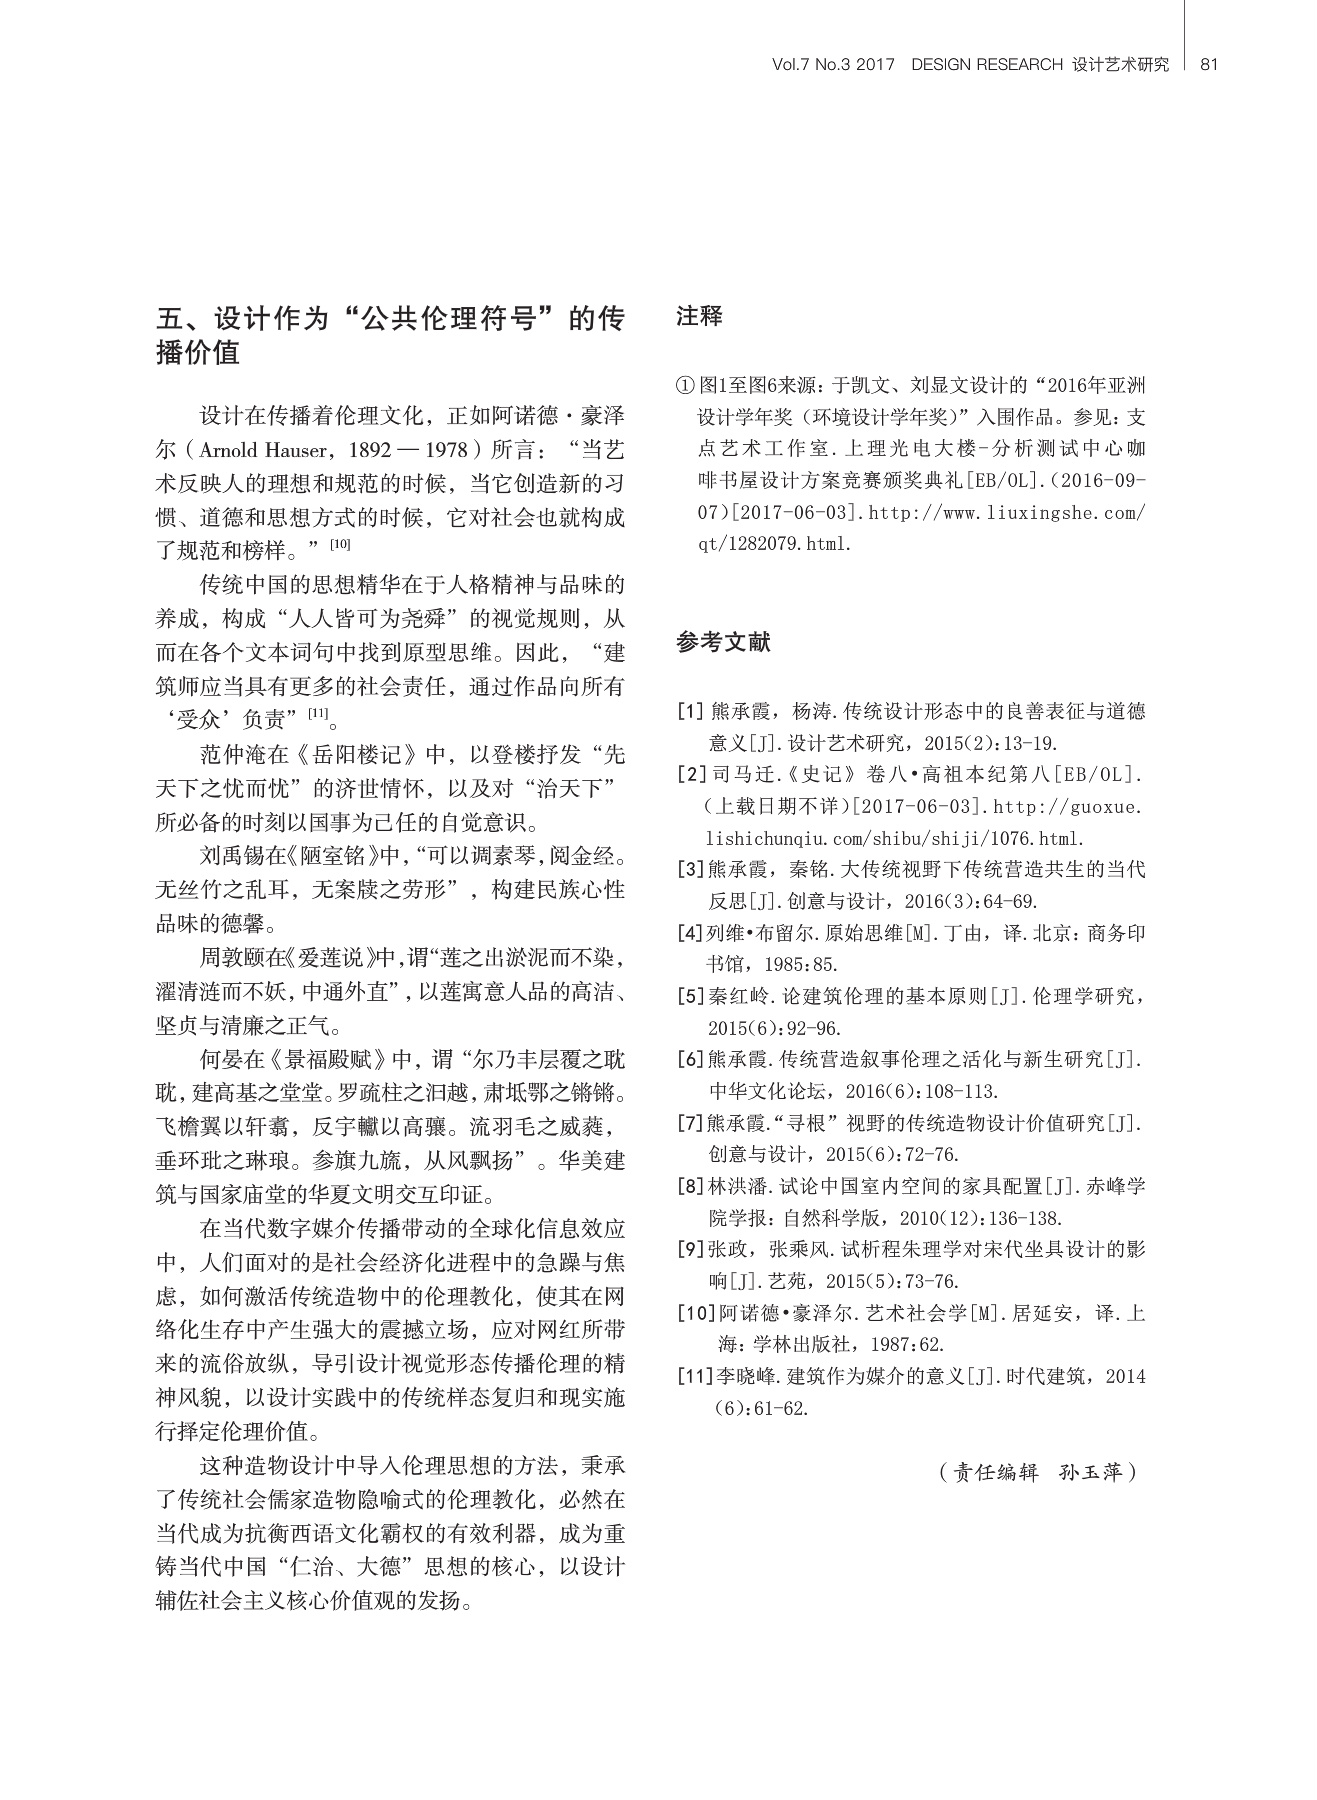 Vol.7 No.3 2017 DESIGN RESEARCH 设计艺术研究 81
五、设计作为“公共伦理符号”的传
播价值
设计在传播着伦理文化，正如阿诺德·豪泽
尔（Arnold Hauser，1892 — 1978）所言：“当艺
术反映人的理想和规范的时候，当它创造新的习
惯、道德和思想方式的时候，它对社会也就构成
了规范和榜样。”[10]
传统中国的思想精华在于人格精神与品味的
养成，构成“人人皆可为尧舜”的视觉规则，从
而在各个文本词句中找到原型思维。因此，“建
筑师应当具有更多的社会责任，通过作品向所有
‘受众’负责”[11]。
范仲淹在《岳阳楼记》中，以登楼抒发“先
天下之忧而忧”的济世情怀，以及对“治天下”
所必备的时刻以国事为己任的自觉意识。
刘禹锡在《陋室铭》中，“可以调素琴，阅金经。
无丝竹之乱耳，无案牍之劳形”，构建民族心性
品味的德馨。
周敦颐在《爱莲说》中，谓“莲之出淤泥而不染，
濯清涟而不妖，中通外直”，以莲寓意人品的高洁、
坚贞与清廉之正气。
何晏在《景福殿赋》中，谓“尔乃丰层覆之耽
耽，建高基之堂堂。罗疏柱之汩越，肃坻鄂之锵锵。
飞檐翼以轩翥，反宇𬪩以高骧。流羽毛之威蕤，
垂环玭之琳琅。参旗九旒，从风飘扬”。华美建
筑与国家庙堂的华夏文明交互印证。
在当代数字媒介传播带动的全球化信息效应
中，人们面对的是社会经济化进程中的急躁与焦
虑，如何激活传统造物中的伦理教化，使其在网
络化生存中产生强大的震撼立场，应对网红所带
来的流俗放纵，导引设计视觉形态传播伦理的精
神风貌，以设计实践中的传统样态复归和现实施
行择定伦理价值。
这种造物设计中导入伦理思想的方法，秉承
了传统社会儒家造物隐喻式的伦理教化，必然在
当代成为抗衡西语文化霸权的有效利器，成为重
铸当代中国“仁治、大德”思想的核心，以设计
辅佐社会主义核心价值观的发扬。
注释
①图1至图6来源：于凯文、刘显文设计的“2016年亚洲
设计学年奖（环境设计学年奖）”入围作品。参见：支
点艺术工作室.上理光电大楼-分析测试中心咖
啡书屋设计方案竞赛颁奖典礼[EB/OL].(2016-09-
07)[2017-06-03].http://www.liuxingshe.com/
qt/1282079.html.
参考文献
[1] 熊承霞，杨涛.传统设计形态中的良善表征与道德
意义[J].设计艺术研究，2015(2):13-19.
[2]司马迁.《史记》卷八•高祖本纪第八[EB/OL].
(上载日期不详)[2017-06-03].http://guoxue.
lishichunqiu.com/shibu/shiji/1076.html.
[3]熊承霞，秦铭.大传统视野下传统营造共生的当代
反思[J].创意与设计，2016(3):64-69.
[4]列维•布留尔.原始思维[M].丁由，译.北京：商务印
书馆，1985:85.
[5]秦红岭.论建筑伦理的基本原则[J].伦理学研究，
2015(6):92-96.
[6]熊承霞.传统营造叙事伦理之活化与新生研究[J].
中华文化论坛，2016(6):108-113.
[7]熊承霞.“寻根”视野的传统造物设计价值研究[J].
创意与设计，2015(6):72-76.
[8]林洪潘.试论中国室内空间的家具配置[J].赤峰学
院学报：自然科学版，2010(12):136-138.
[9]张政，张乘风.试析程朱理学对宋代坐具设计的影
响[J].艺苑，2015(5):73-76.
[10]阿诺德•豪泽尔.艺术社会学[M].居延安，译.上
海：学林出版社，1987:62.
[11]李晓峰.建筑作为媒介的意义[J].时代建筑，2014
(6):61-62.
（责任编辑 孙玉萍）